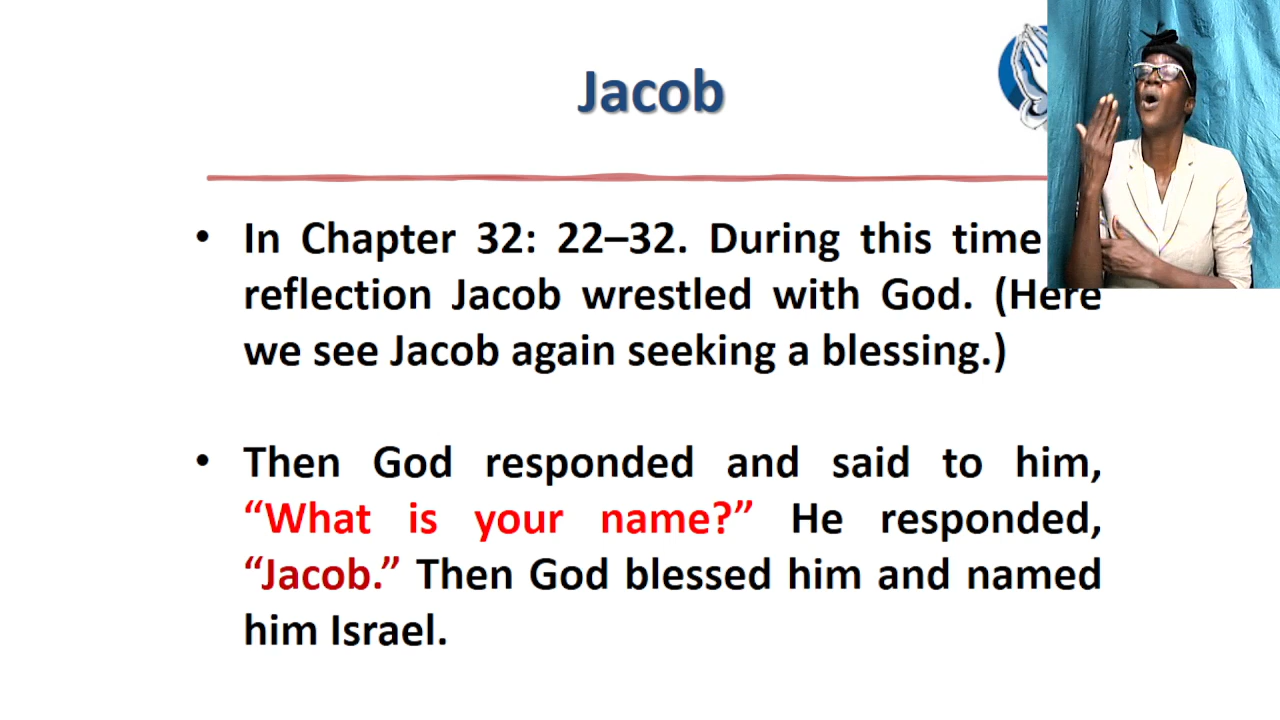 Jacob
• In Chapter 32: 22–32. During this time
reflection Jacob wrestled with God. (Here
we see Jacob again seeking a blessing.)
• Then God responded and said to him,
“What is your name?” He responded,
“Jacob.” Then God blessed him and named
him Israel.